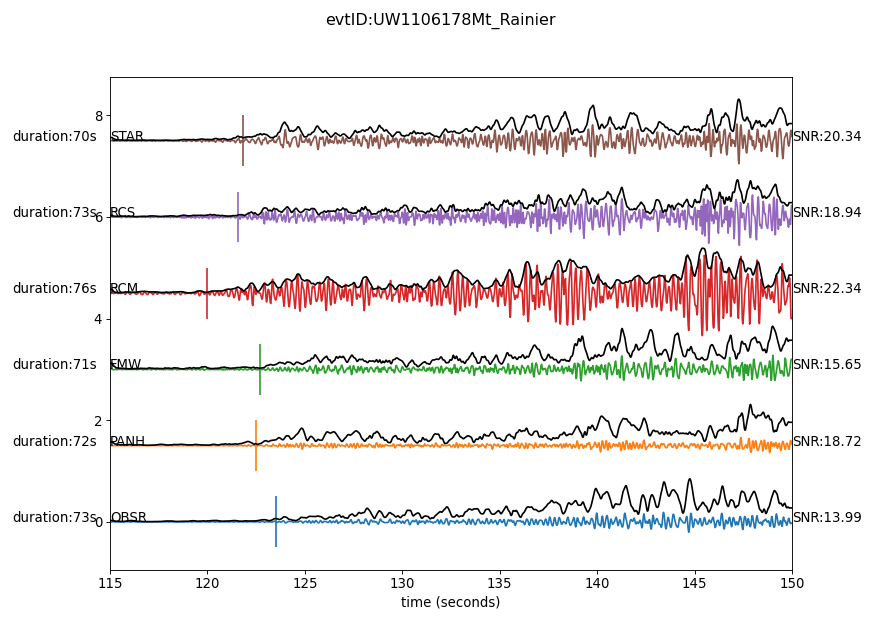 evtID:UW1106178Mt_Rainier
8
duration:70s STAR SNR:20.34
duration:73s RCS SNR:18.94
6
duration:76s RCM SNR:22.34
4
duration:71s FMW SNR:15.65
2
duration:72s PANH SNR:18.72
duration:73s OBSR SNR:13.99
0
115 120 125 130 135 140 145 150
time (seconds)